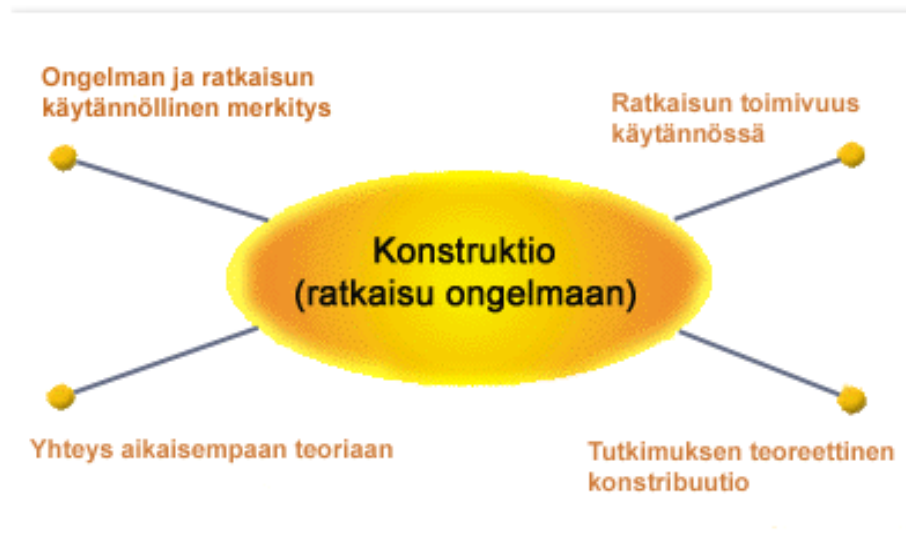 Ongelman ja ratkaisun
käytännöllinen merkitys
Ratkaisun toimivuus
käytännössä
Konstruktio
(ratkaisu ongelmaan)
Yhteys aikaisempaan teoriaan
Tutkimuksen teoreettinen
konstribuutio